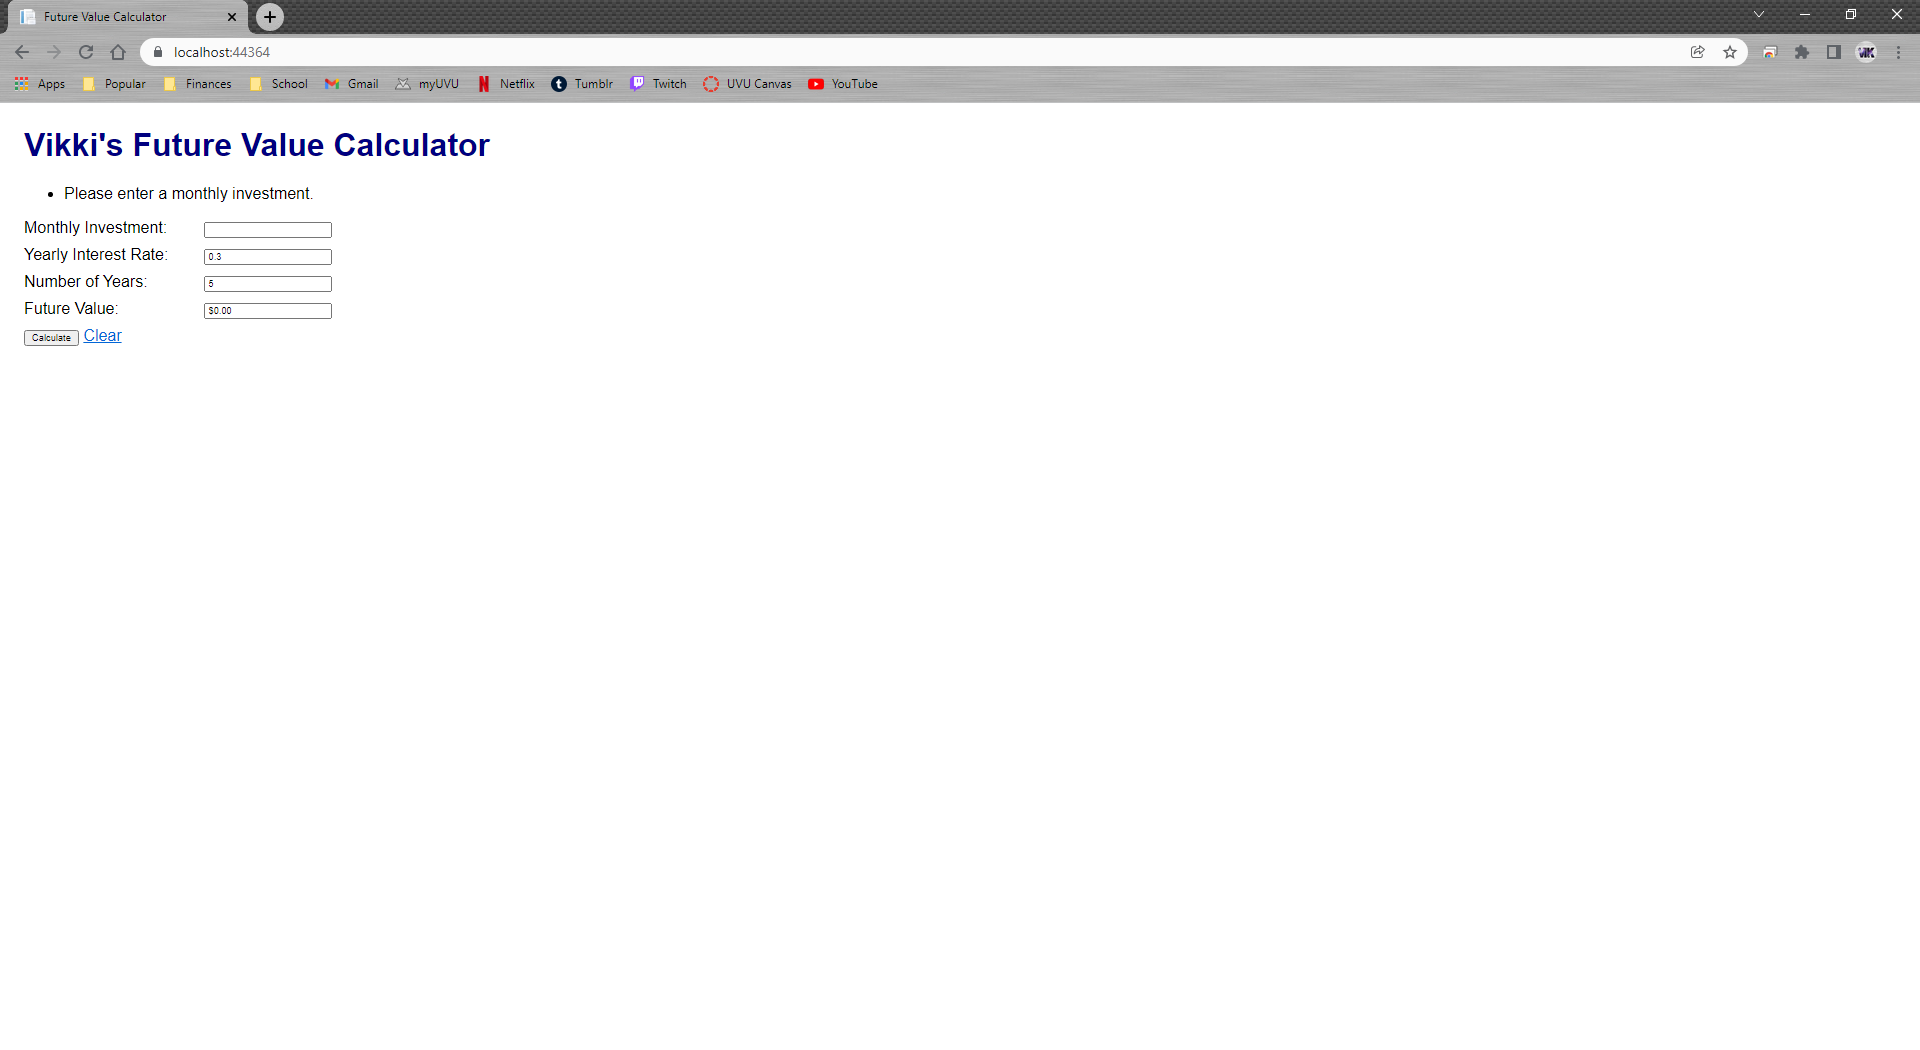 Future Value Calculator
localhost:44364
Apps Popular Finances School Gmail myUVU Netflix Tumblr Twitch UVU Canvas YouTube
Vikki's Future Value Calculator
• Please enter a monthly investment.
Monthly Investment:
Yearly Interest Rate: 0.3
Number of Years: 5
Future Value: $0.00
Calculate Clear